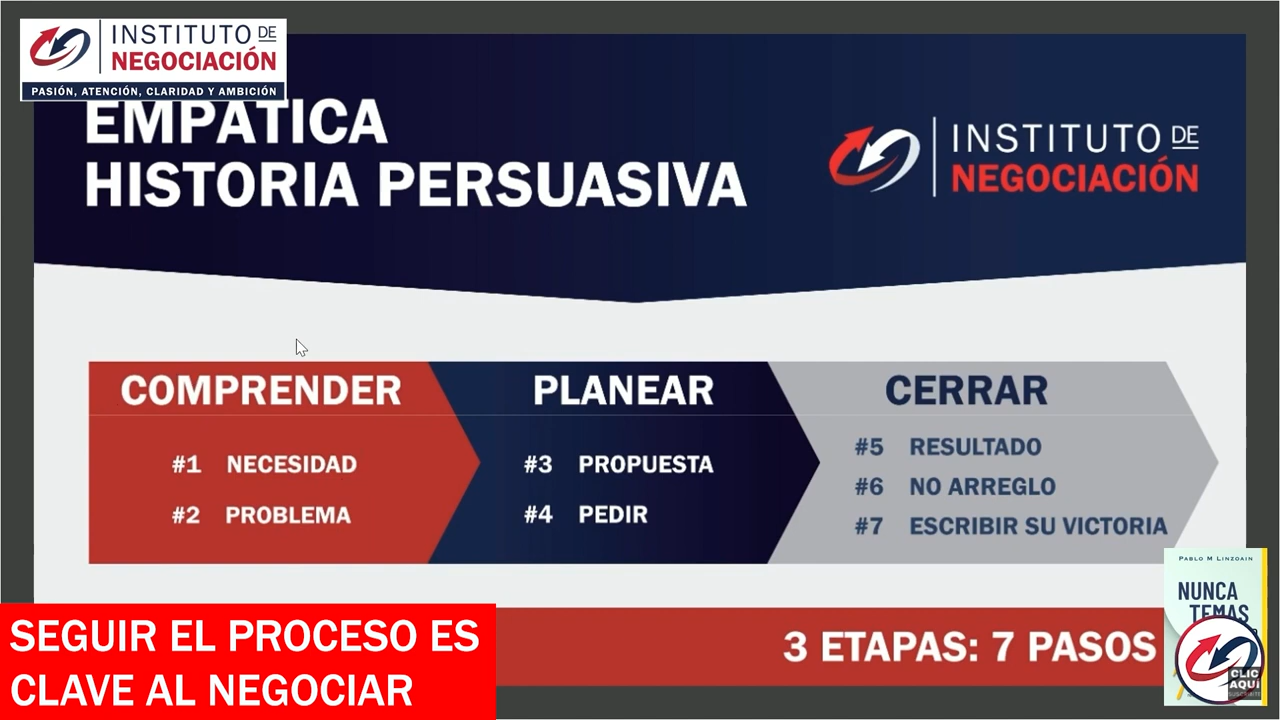 INSTITUTO DE
NEGOCIACIÓN
PASIÓN, ATENCIÓN, CLARIDAD Y AMBICIÓN
EMPÁTICA
HISTORIA PERSUASIVA
INSTITUTO DE
NEGOCIACIÓN
COMPRENDER
#1 NECESIDAD
#2 PROBLEMA
PLANEAR
#3 PROPUESTA
#4 PEDIR
CERRAR
#5 RESULTADO
#6 NO ARREGLO
#7 ESCRIBIR SU VICTORIA
3 ETAPAS: 7 PASOS
SEGUIR EL PROCESO ES
CLAVE AL NEGOCIAR
PABLO M LINZOAIN
NUNCA
TEMAS
CLIC
AQUÍ
SUSCRIBITE